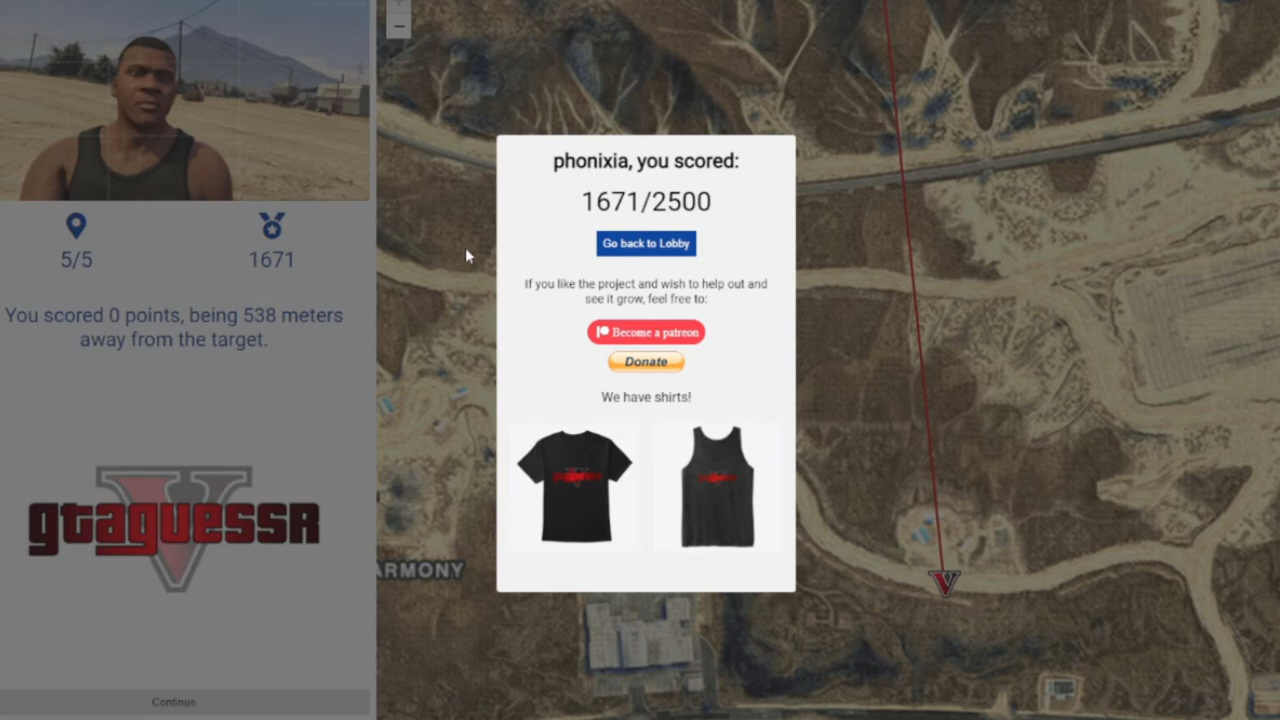 5/5
1671
You scored 0 points, being 538 meters
away from the target.
V
gtaguessr
Continue
+
−
phonixia, you scored:
1671/2500
Go back to Lobby
If you like the project and wish to help out and
see it grow, feel free to:
Become a patreon
Donate
We have shirts!
ARMONY
V